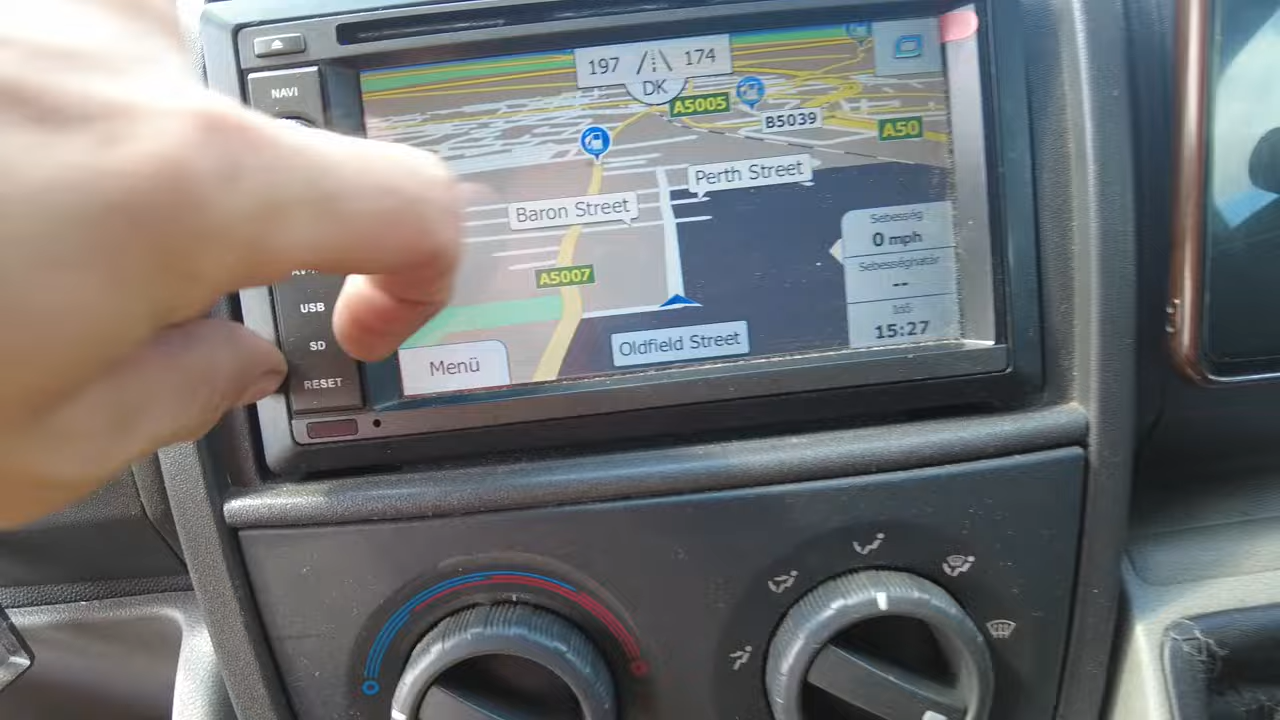 NAVI
197
174
DK
A5005
B5039
A50
Perth Street
Baron Street
Sebesség
0 mph
Sebességhatár
--
A5007
USB
Idő
15:27
SD
Oldfield Street
Menü
RESET